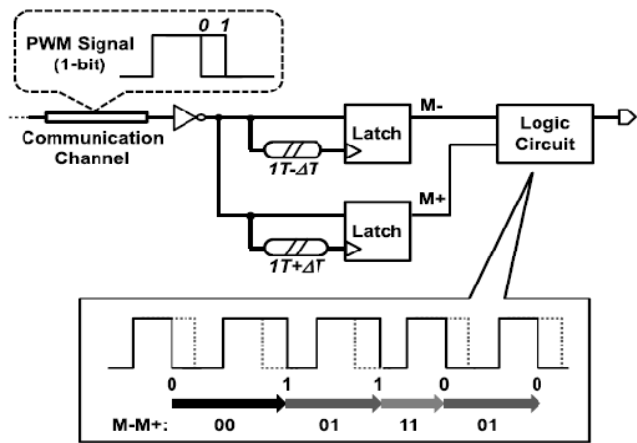 PWM Signal
(1-bit)
0 1
Communication
Channel
Latch
M-
Logic
Circuit
1T-ΔT
M+
Latch
1T+ΔT
0 1 1 0 0
M-M+: 00 01 11 01